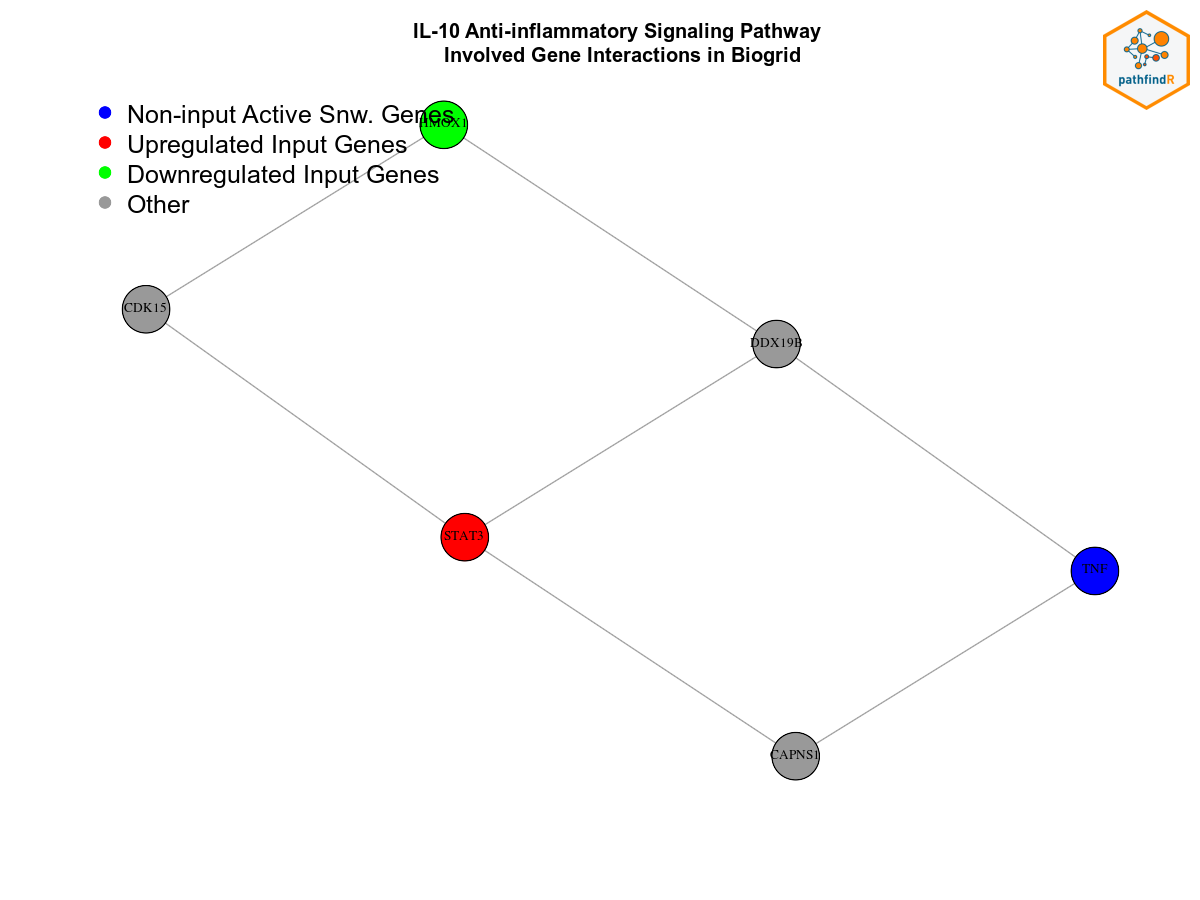 IL-10 Anti-inflammatory Signaling Pathway
Involved Gene Interactions in Biogrid
pathfindR
Non-input Active Snw. Genes
Upregulated Input Genes
Downregulated Input Genes
Other
HMOX1
CDK15
DDX19B
STAT3
TNF
CAPNS1